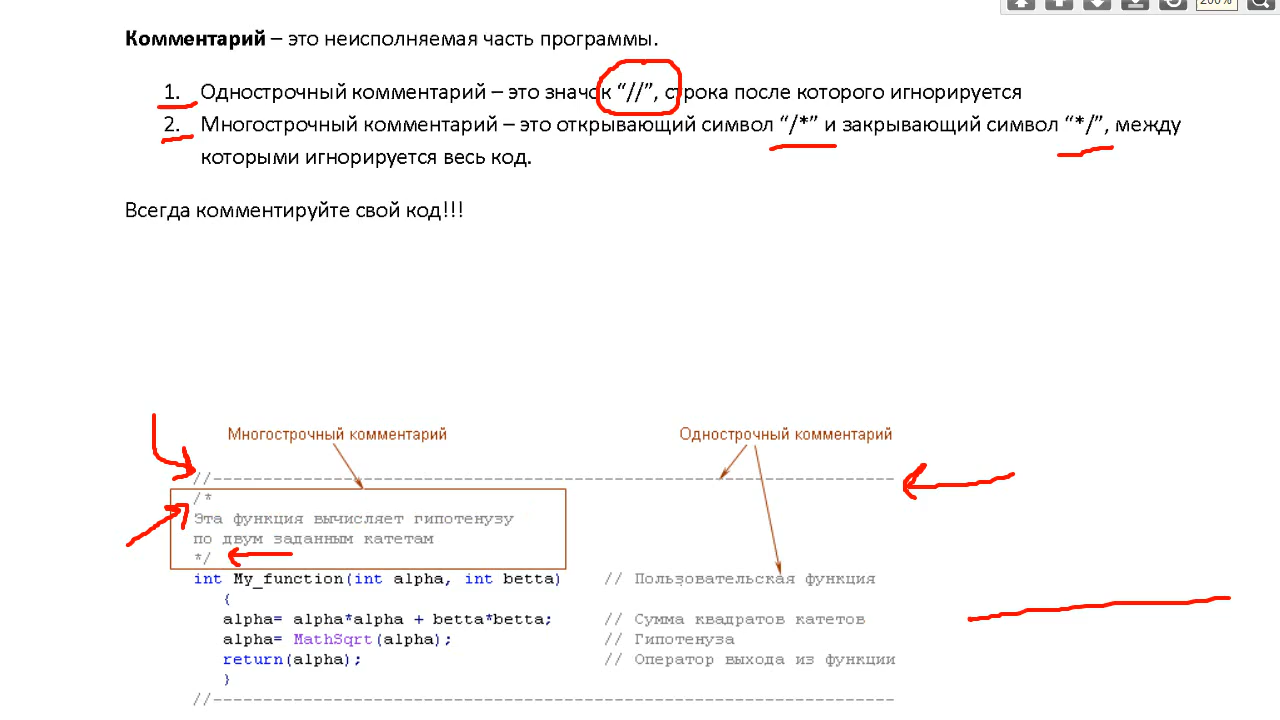 200%
Комментарий – это неисполняемая часть программы.
1. Однострочный комментарий – это значок “//”, строка после которого игнорируется
2. Многострочный комментарий – это открывающий символ “/*” и закрывающий символ “*/”, между
которыми игнорируется весь код.
Всегда комментируйте свой код!!!
Многострочный комментарий Однострочный комментарий
//--------------------------------------------------------------------
/*
Эта функция вычисляет гипотенузу
по двум заданным катетам
*/
int My_function(int alpha, int betta) // Пользовательская функция
{
alpha= alpha*alpha + betta*betta; // Сумма квадратов катетов
alpha= MathSqrt(alpha); // Гипотенуза
return(alpha); // Оператор выхода из функции
}
//--------------------------------------------------------------------